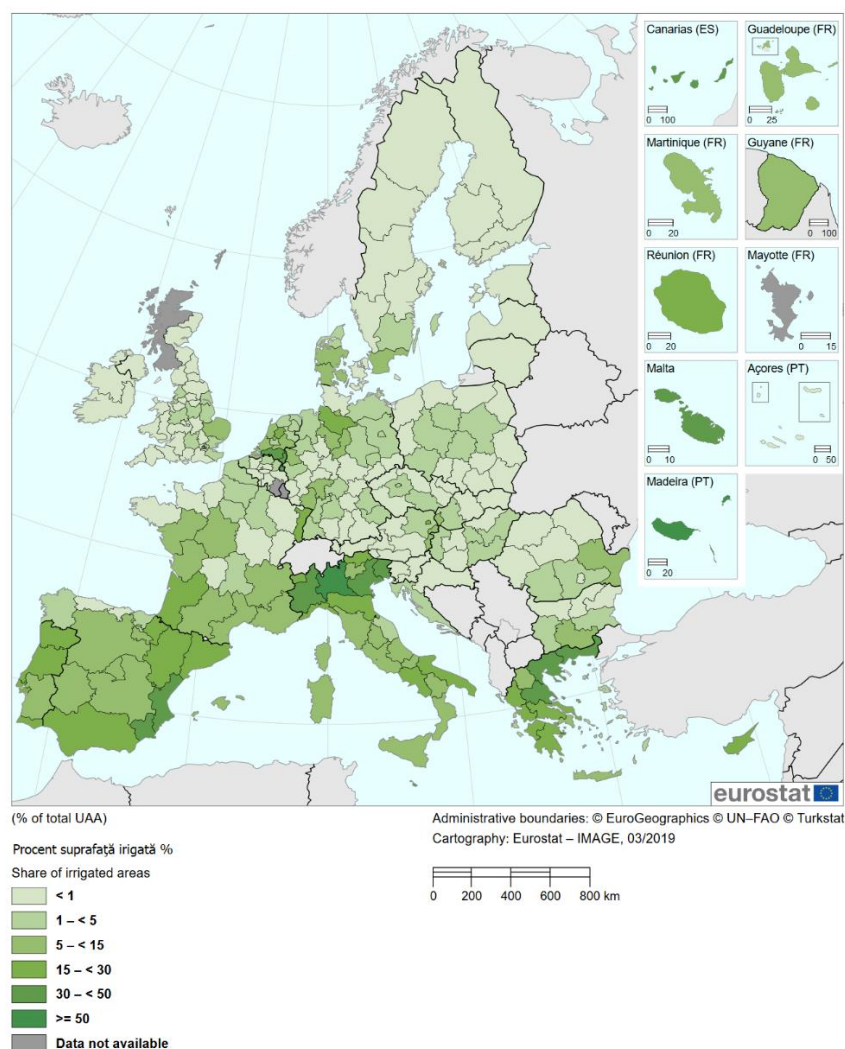 Canarias (ES)
0 100
Guadeloupe (FR)
0 25
Martinique (FR)
0 20
Guyane (FR)
0 100
Réunion (FR)
0 20
Mayotte (FR)
0 15
Malta
0 10
Açores (PT)
0 50
Madeira (PT)
0 20
eurostat
(% of total UAA)
Administrative boundaries: © EuroGeographics © UN–FAO © Turkstat
Cartography: Eurostat – IMAGE, 03/2019
Procent suprafață irigată %
Share of irrigated areas
0 200 400 600 800 km
< 1
1 – < 5
5 – < 15
15 – < 30
30 – < 50
>= 50
Data not available